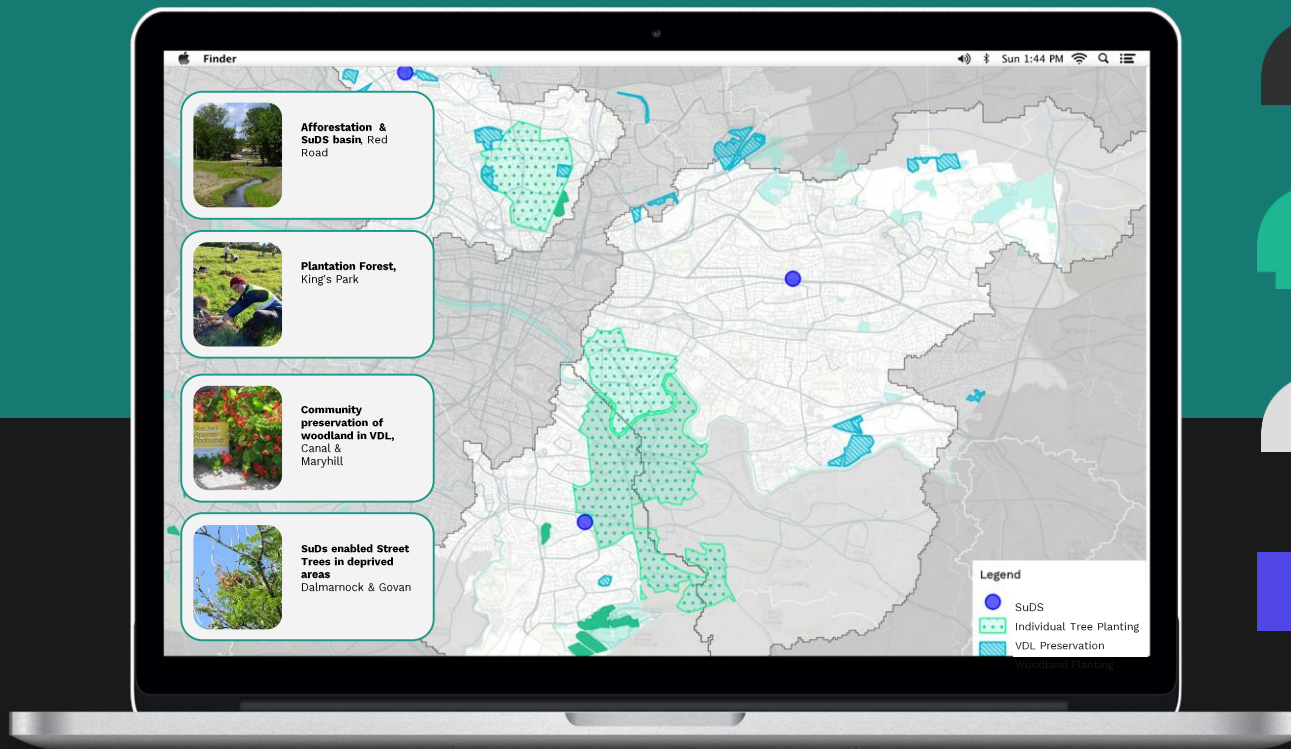 Finder
Sun 1:44 PM
Afforestation &
SuDS basin, Red
Road
Plantation Forest,
King's Park
Community
preservation of
woodland in VDL,
Canal &
Maryhill
SuDs enabled Street
Trees in deprived
areas
Dalmarnock & Govan
Legend
SuDS
Individual Tree Planting
VDL Preservation
Woodland Planting